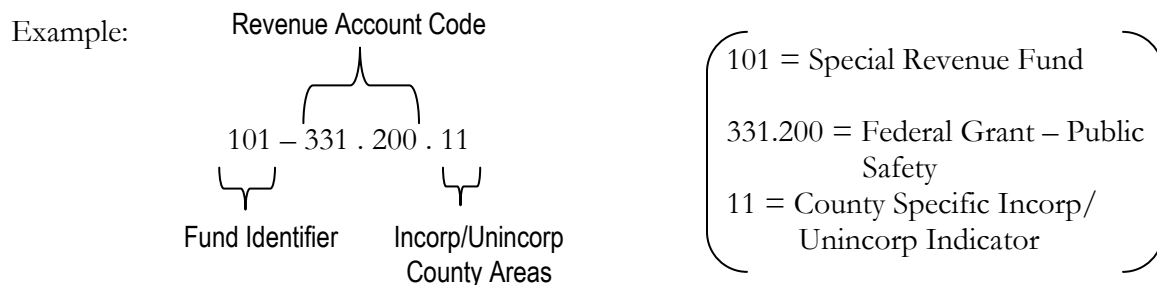 Example:
Revenue Account Code
101 – 331 . 200 . 11
Fund Identifier
Incorp/Unincorp
County Areas
101 = Special Revenue Fund
331.200 = Federal Grant – Public
Safety
11 = County Specific Incorp/
Unincorp Indicator